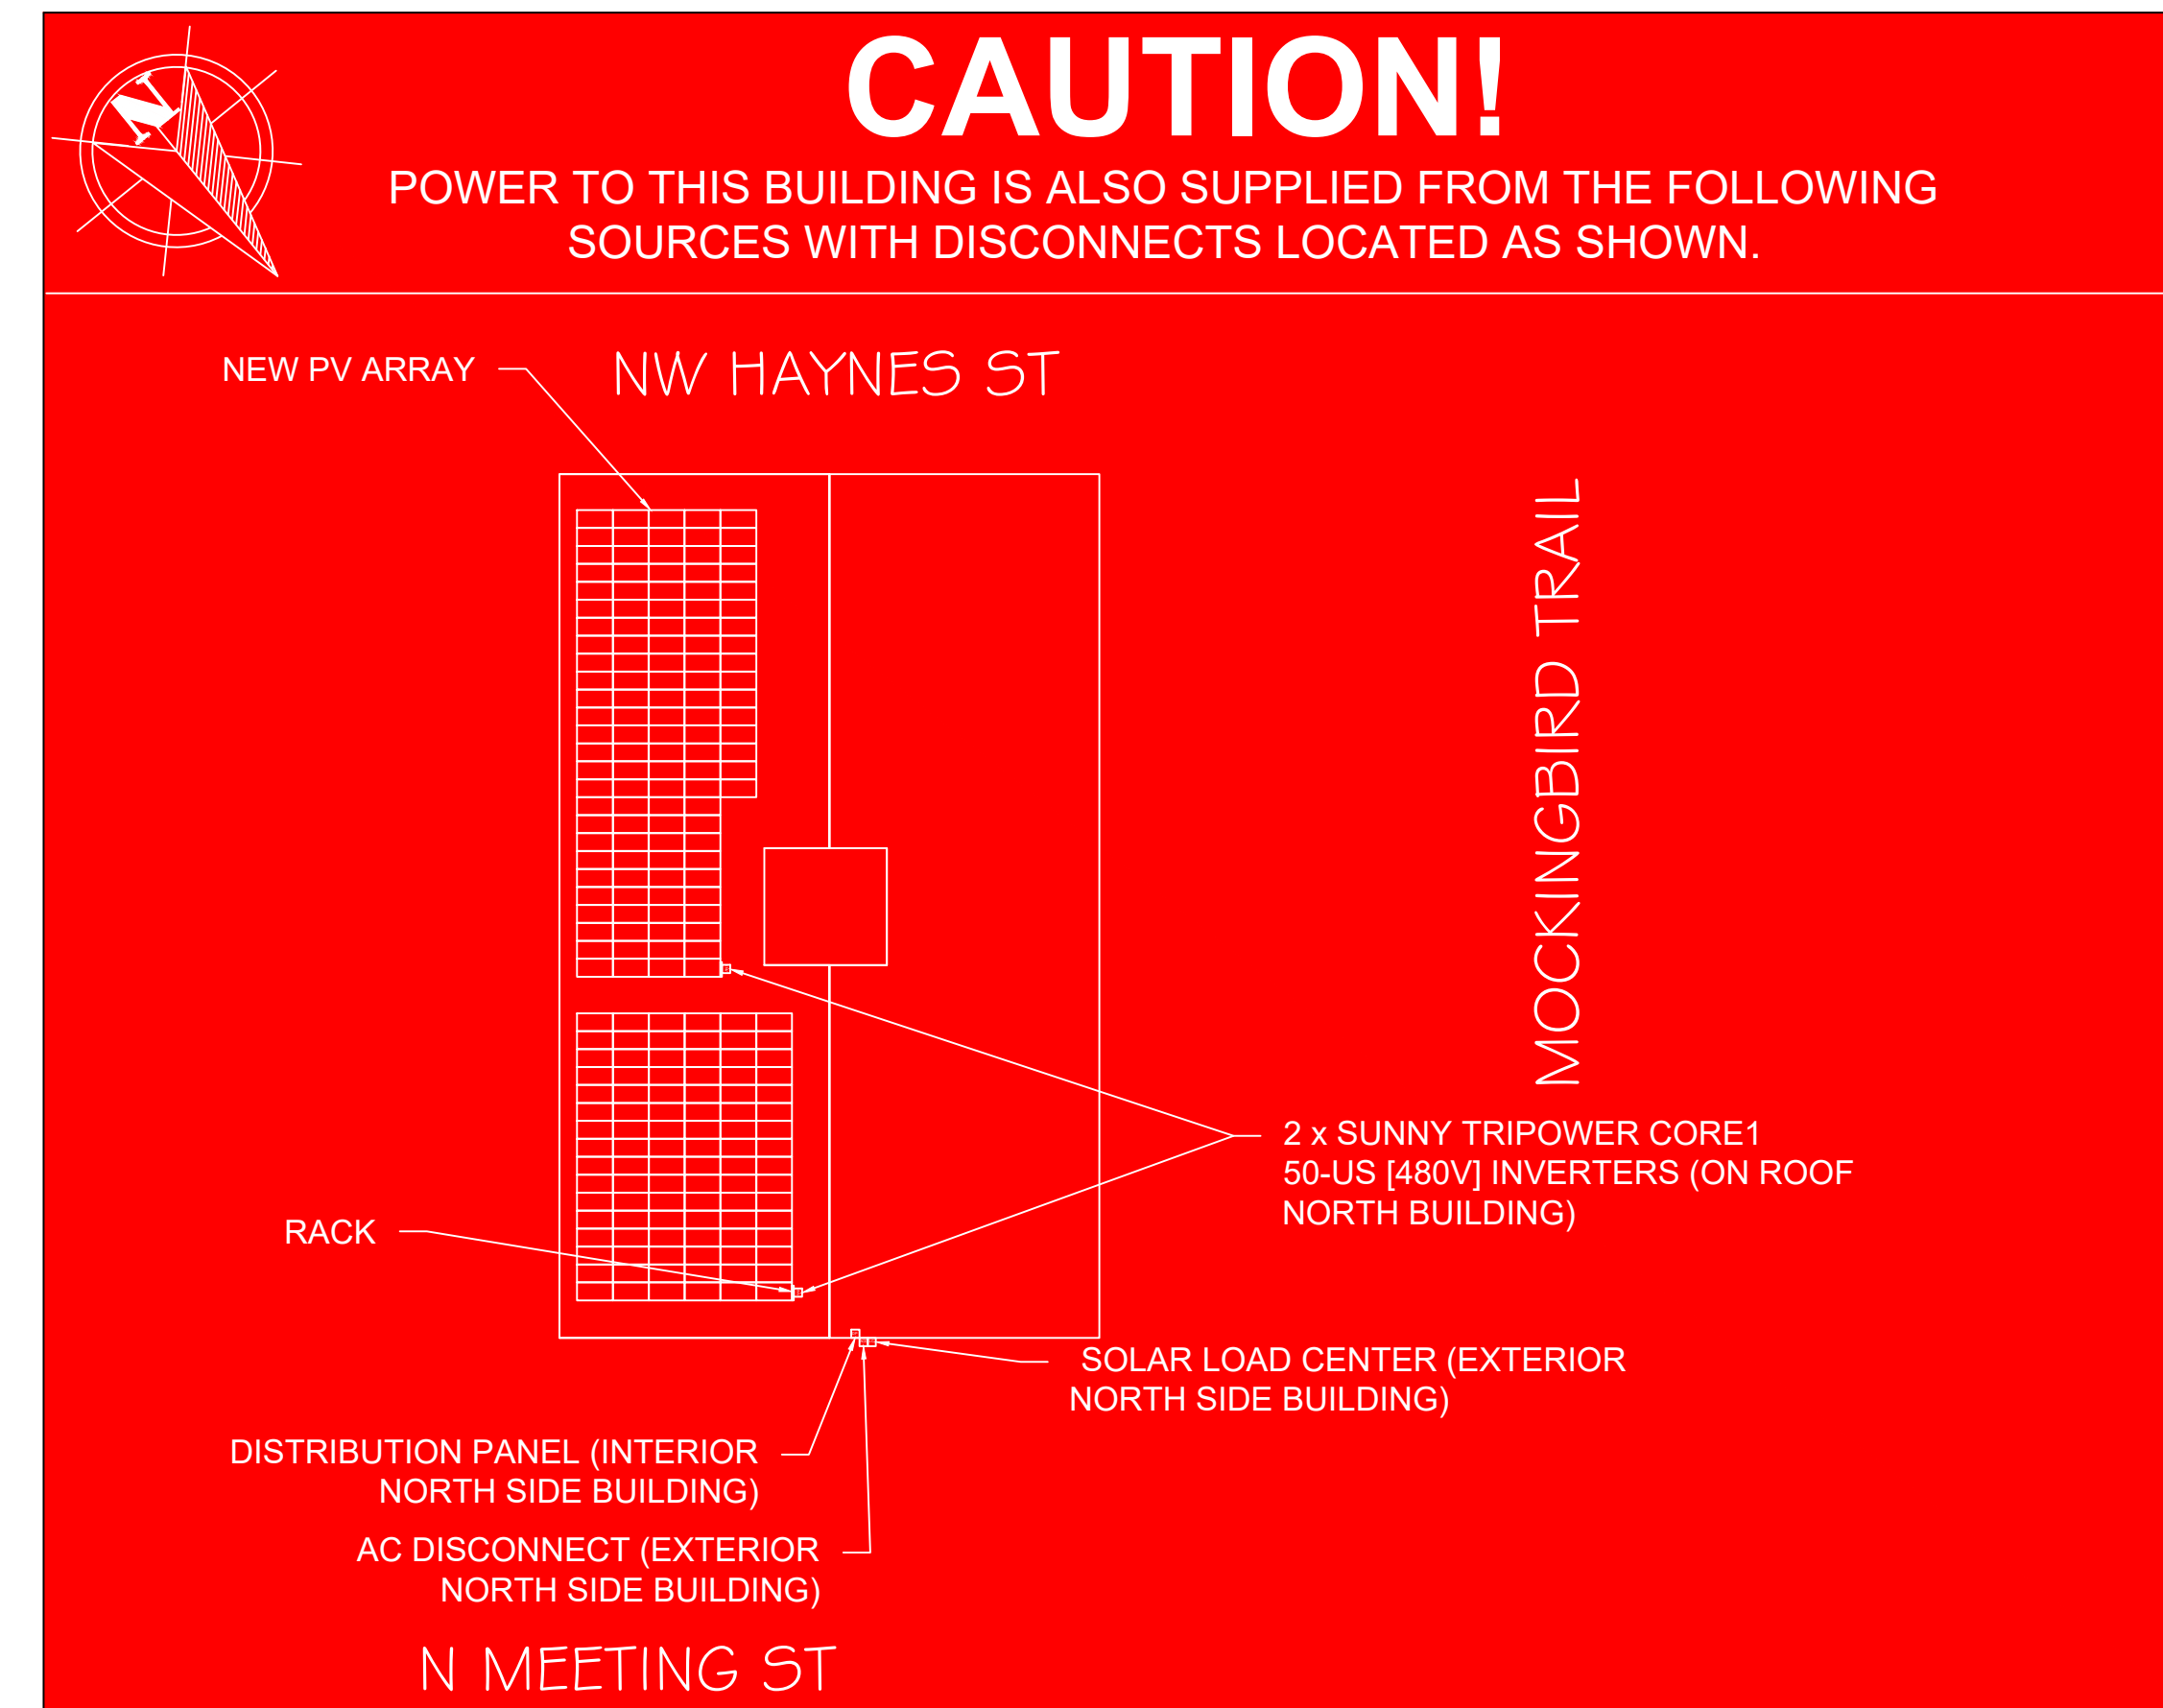 N
CAUTION!
POWER TO THIS BUILDING IS ALSO SUPPLIED FROM THE FOLLOWING
SOURCES WITH DISCONNECTS LOCATED AS SHOWN.
NEW PV ARRAY
NW HAYNES ST
MOCKINGBIRD TRAIL
2 x SUNNY TRIPOWER CORE1
50-US [480V] INVERTERS (ON ROOF
NORTH BUILDING)
RACK
SOLAR LOAD CENTER (EXTERIOR
NORTH SIDE BUILDING)
DISTRIBUTION PANEL (INTERIOR
NORTH SIDE BUILDING)
AC DISCONNECT (EXTERIOR
NORTH SIDE BUILDING)
N MEETING ST